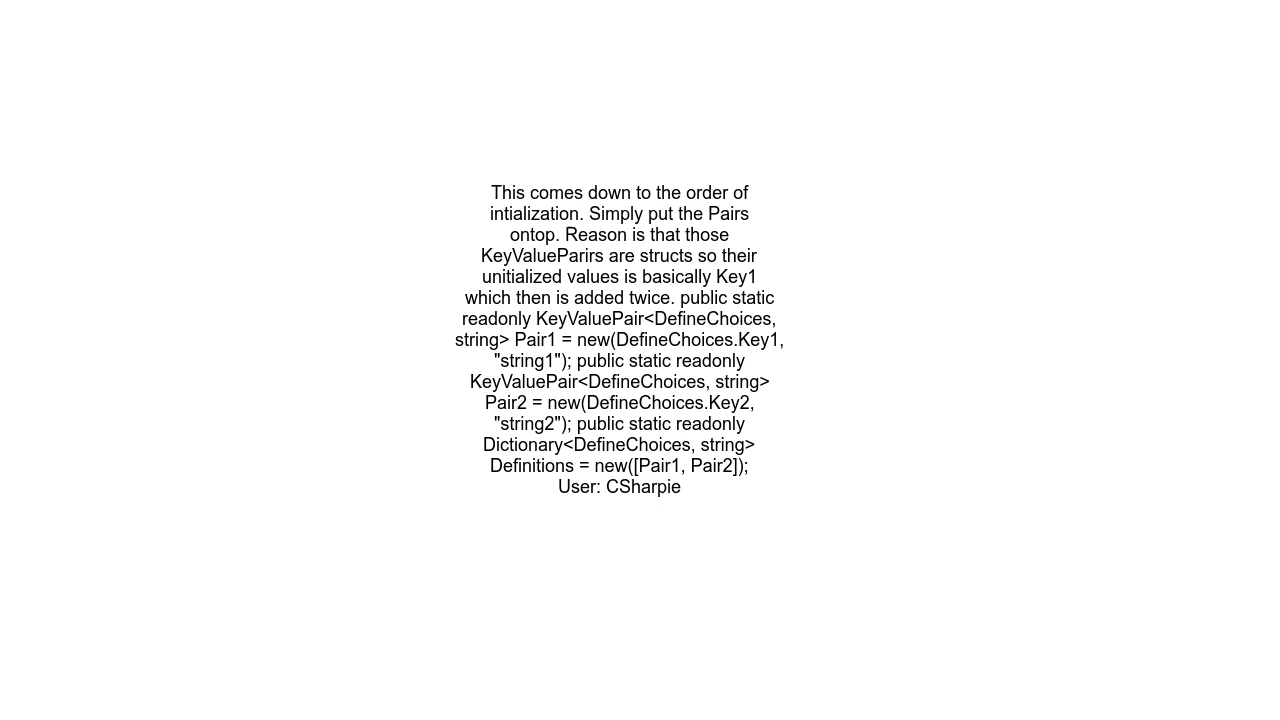 This comes down to the order of
intialization. Simply put the Pairs
ontop. Reason is that those
KeyValueParirs are structs so their
unitialized values is basically Key1
which then is added twice. public static
readonly KeyValuePair<DefineChoices,
string> Pair1 = new(DefineChoices.Key1,
"string1"); public static readonly
KeyValuePair<DefineChoices, string>
Pair2 = new(DefineChoices.Key2,
"string2"); public static readonly
Dictionary<DefineChoices, string>
Definitions = new([Pair1, Pair2]);
User: CSharpie